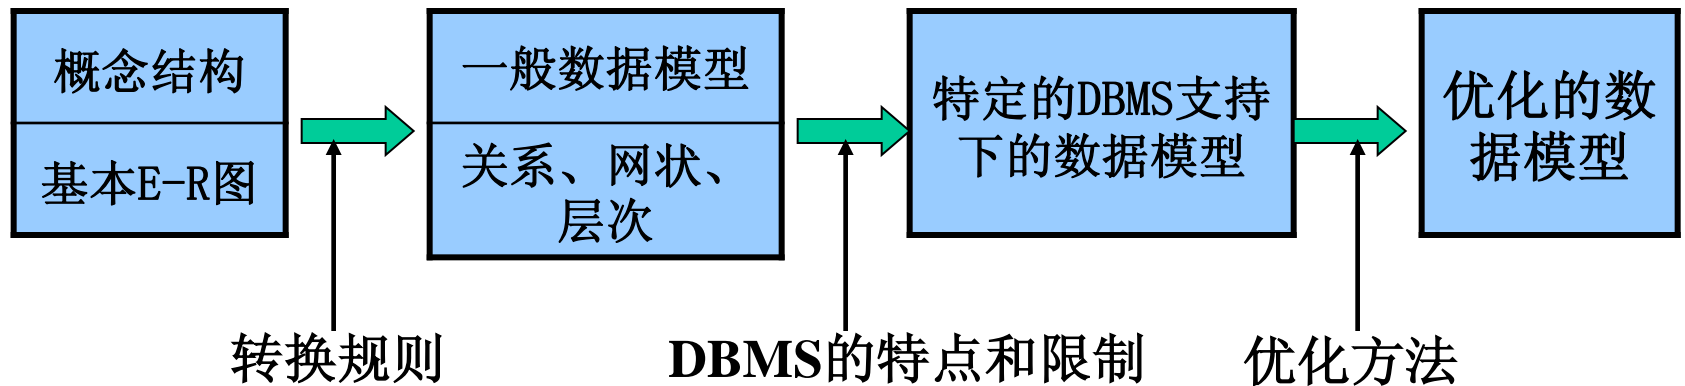 概念结构
基本E-R图
一般数据模型
关系、网状、
层次
特定的DBMS支持
下的数据模型
优化的数
据模型
转换规则
DBMS的特点和限制
优化方法